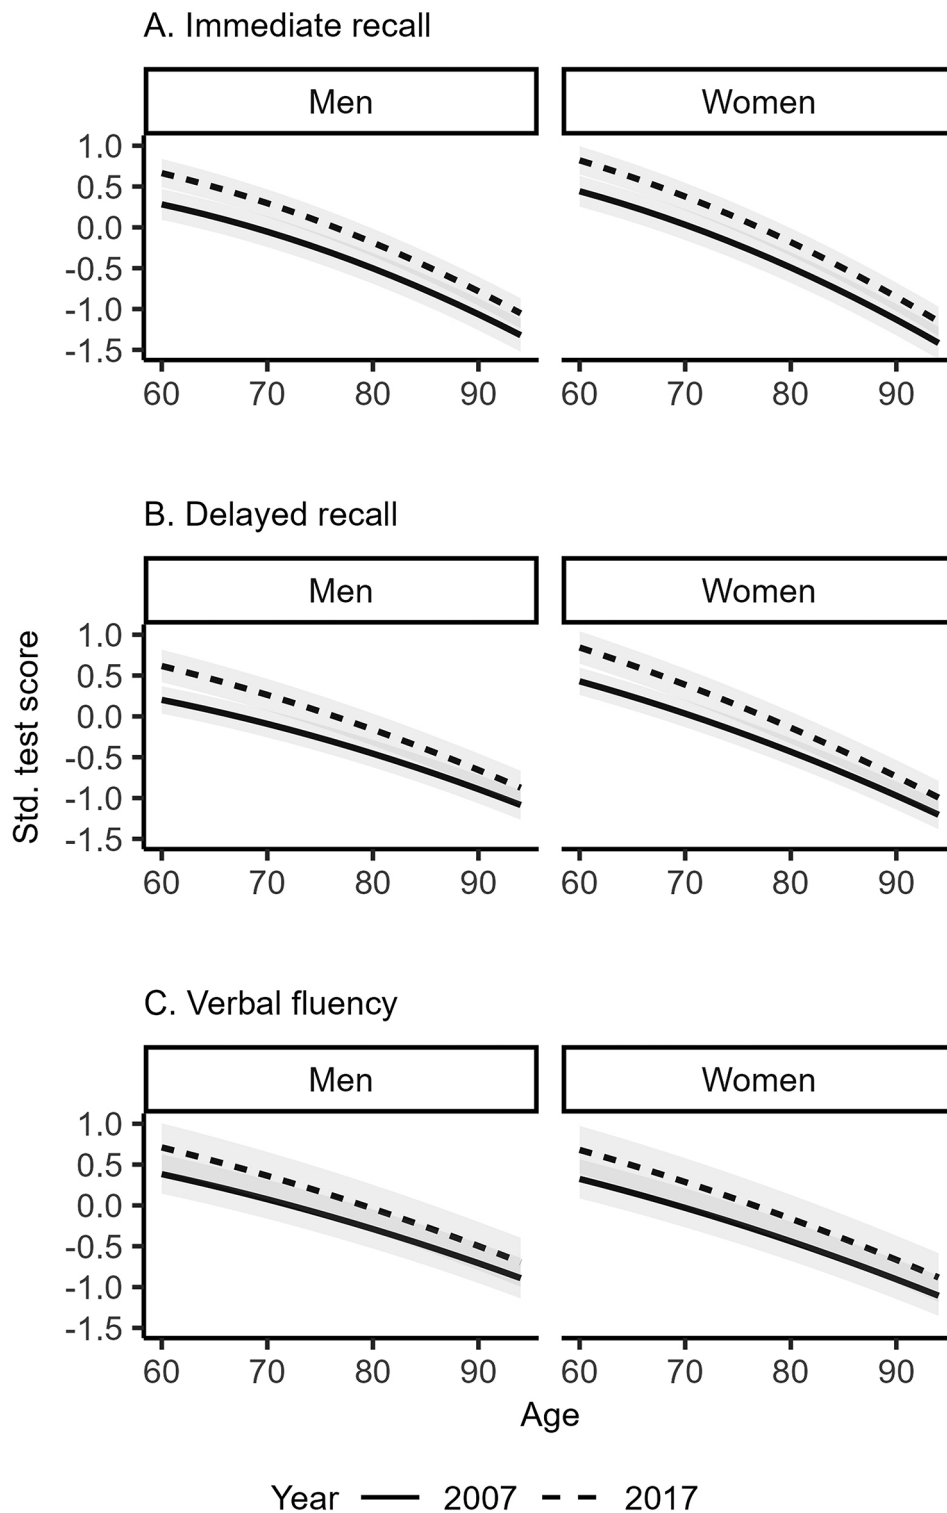 A. Immediate recall
Men Women
1.0
0.5
0.0
-0.5
-1.0
-1.5
60 70 80 90 60 70 80 90
B. Delayed recall
Men Women
1.0
0.5
0.0
-0.5
-1.0
-1.5
60 70 80 90 60 70 80 90
Std. test score
C. Verbal fluency
Men Women
1.0
0.5
0.0
-0.5
-1.0
-1.5
60 70 80 90 60 70 80 90
Age
Year 2007 2017